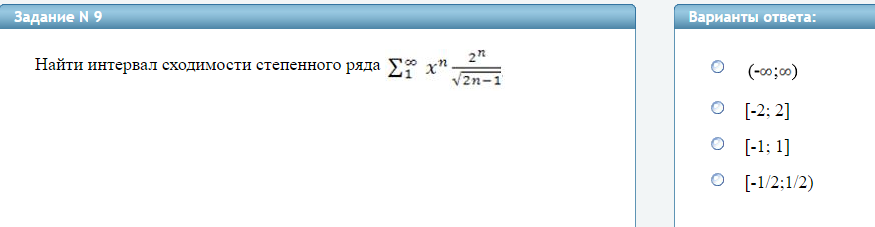 Задание N 9
Найти интервал сходимости степенного ряда ∑₁^∞ xⁿ 2ⁿ/√(2n−1)
Варианты ответа:
(-∞;∞)
[-2; 2]
[-1; 1]
[-1/2;1/2)